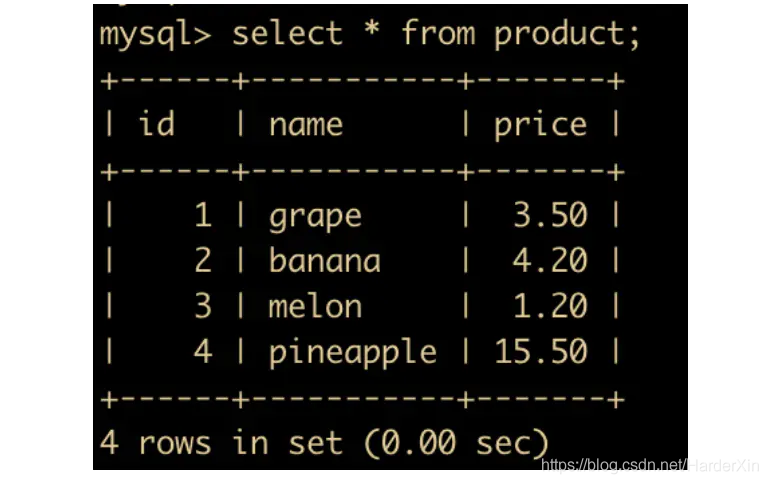 mysql> select * from product;
+------+-----------+-------+
| id   | name      | price |
+------+-----------+-------+
|    1 | grape     |  3.50 |
|    2 | banana    |  4.20 |
|    3 | melon     |  1.20 |
|    4 | pineapple | 15.50 |
+------+-----------+-------+
4 rows in set (0.00 sec)
https://blog.csdn.net/HarderXin